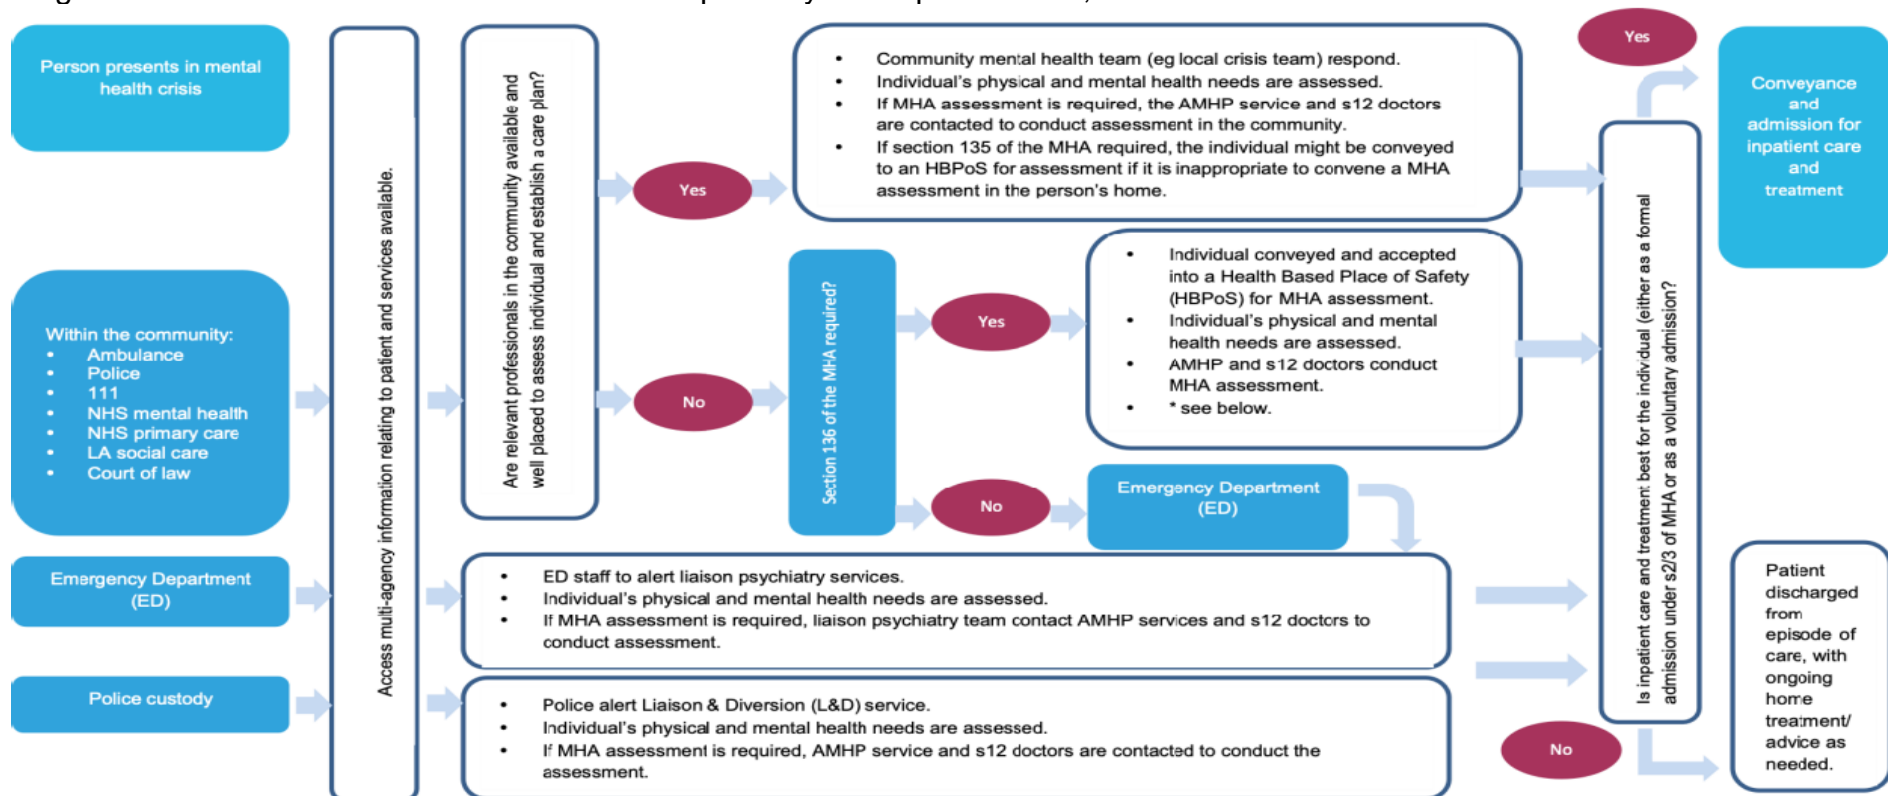 Person presents in mental
health crisis
Within the community:
• Ambulance
• Police
• 111
• NHS mental health
• NHS primary care
• LA social care
• Court of law
Emergency Department
(ED)
Police custody
Access multi-agency information relating to patient and services available.
Are relevant professionals in the community available and
well placed to assess individual and establish a care plan?
Yes
No
• Community mental health team (eg local crisis team) respond.
• Individual's physical and mental health needs are assessed.
• If MHA assessment is required, the AMHP service and s12 doctors
are contacted to conduct assessment in the community.
• If section 135 of the MHA required, the individual might be conveyed
to an HBPoS for assessment if it is inappropriate to convene a MHA
assessment in the person's home.
Section 136 of the MHA required?
Yes
No
• Individual conveyed and accepted
into a Health Based Place of Safety
(HBPoS) for MHA assessment.
• Individual's physical and mental
health needs are assessed.
• AMHP and s12 doctors conduct
MHA assessment.
• * see below.
Emergency Department
(ED)
• ED staff to alert liaison psychiatry services.
• Individual's physical and mental health needs are assessed.
• If MHA assessment is required, liaison psychiatry team contact AMHP services and s12 doctors to
conduct assessment.
• Police alert Liaison & Diversion (L&D) service.
• Individual's physical and mental health needs are assessed.
• If MHA assessment is required, AMHP service and s12 doctors are contacted to conduct the
assessment.
Is inpatient care and treatment best for the individual (either as a formal
admission under s2/3 of MHA or as a voluntary admission?
Yes
Conveyance
and
admission for
inpatient care
and
treatment
No
Patient
discharged
from
episode of
care, with
ongoing
home
treatment/
advice as
needed.